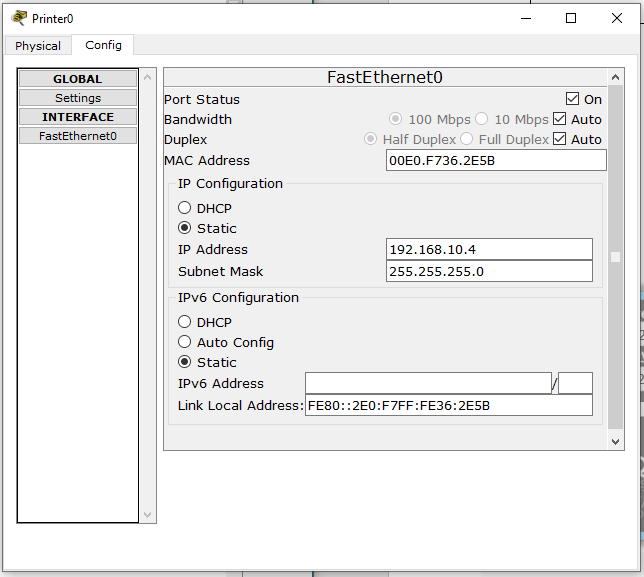 Printer0
Physical Config
GLOBAL
Settings
INTERFACE
FastEthernet0
FastEthernet0
Port Status On
Bandwidth 100 Mbps 10 Mbps Auto
Duplex Half Duplex Full Duplex Auto
MAC Address 00E0.F736.2E5B
IP Configuration
DHCP
Static
IP Address 192.168.10.4
Subnet Mask 255.255.255.0
IPv6 Configuration
DHCP
Auto Config
Static
IPv6 Address /
Link Local Address: FE80::2E0:F7FF:FE36:2E5B